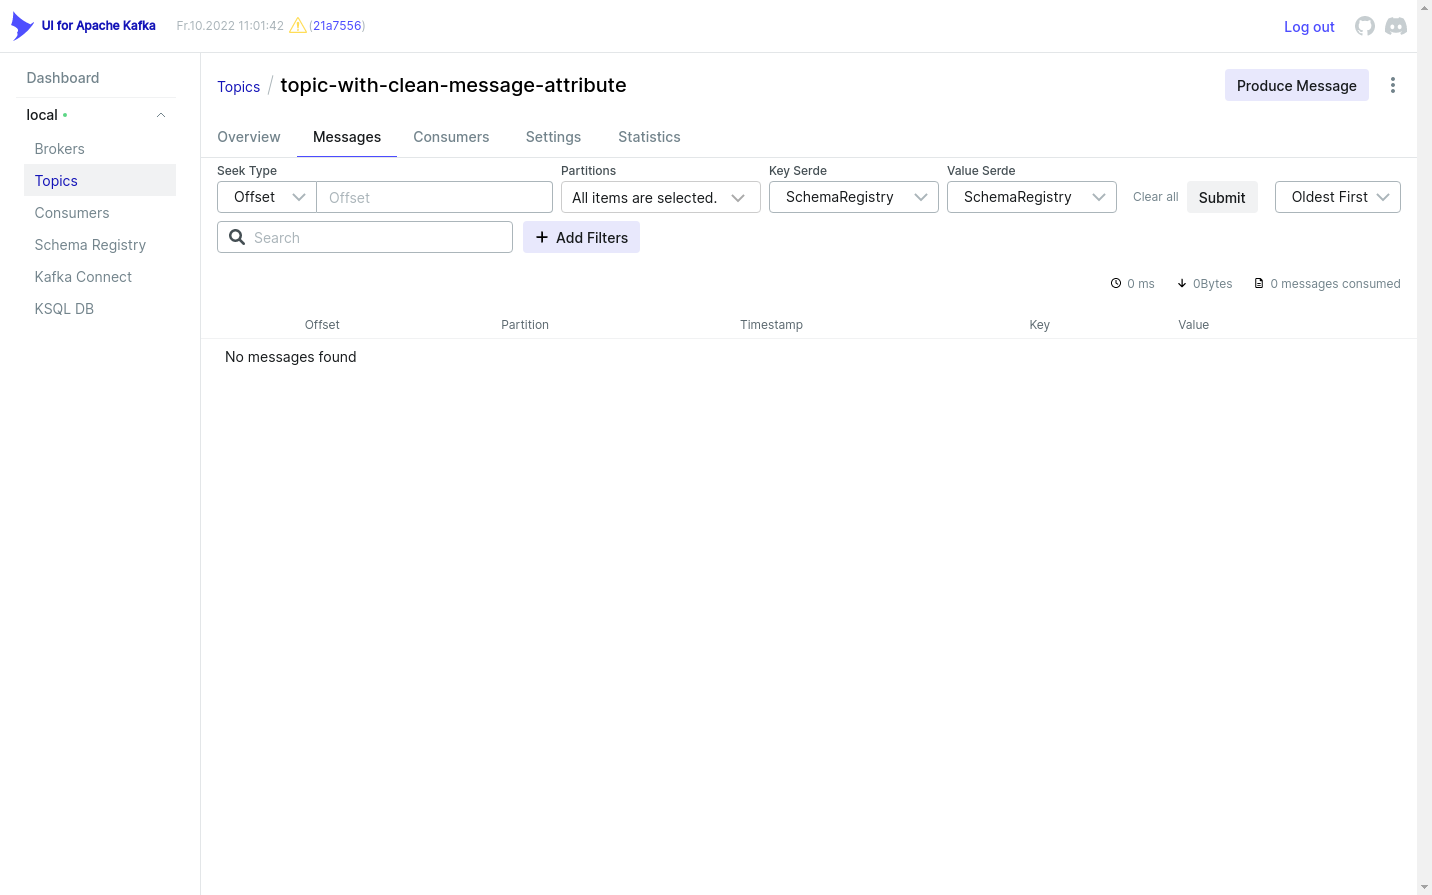 UI for Apache Kafka Fr.10.2022 11:01:42 (21a7556) Log out
Dashboard
local
Brokers
Topics
Consumers
Schema Registry
Kafka Connect
KSQL DB
Topics / topic-with-clean-message-attribute Produce Message
Overview Messages Consumers Settings Statistics
Seek Type Partitions Key Serde Value Serde
Offset Offset All items are selected. SchemaRegistry SchemaRegistry Clear all Submit Oldest First
Search Add Filters
0 ms 0Bytes 0 messages consumed
Offset Partition Timestamp Key Value
No messages found